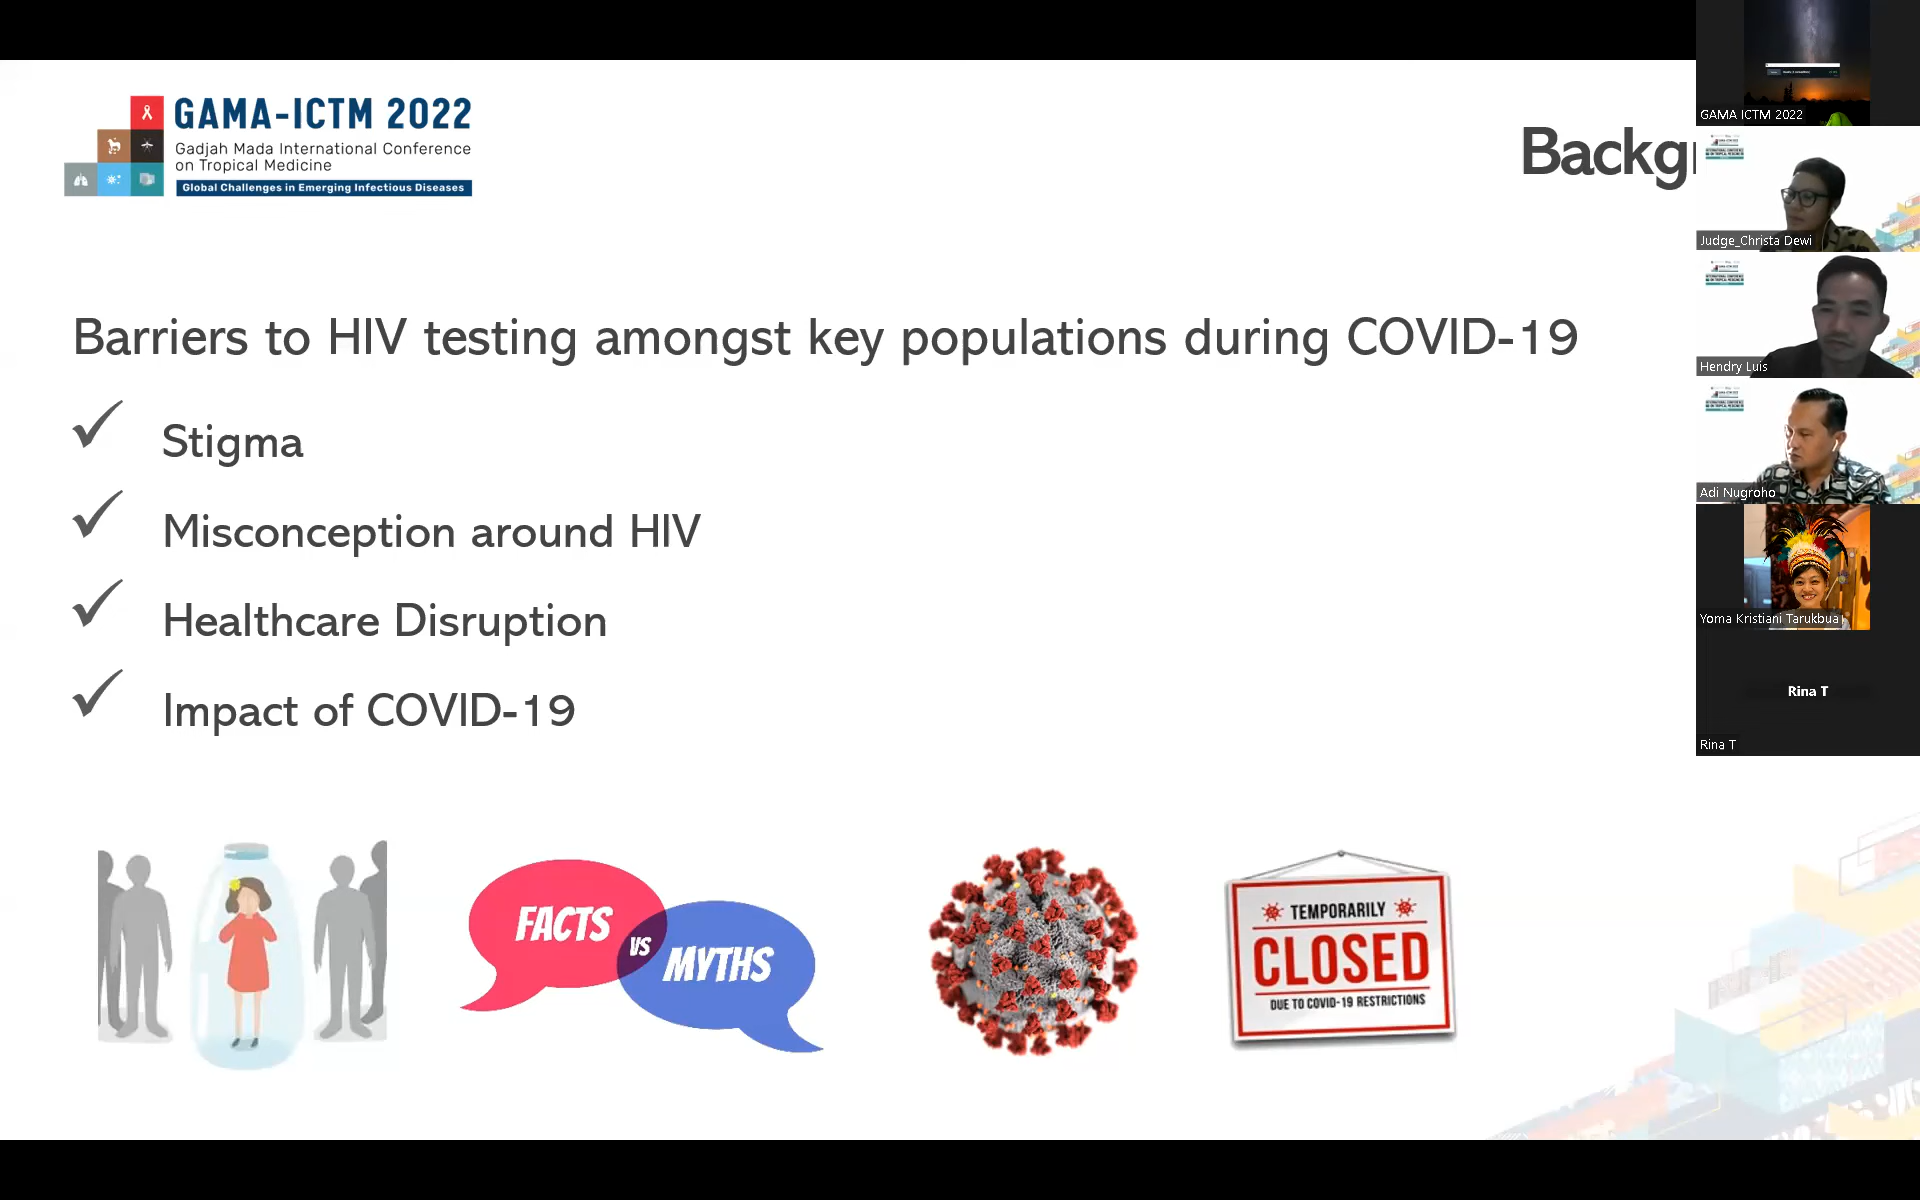 GAMA-ICTM 2022
Gadjah Mada International Conference
on Tropical Medicine
Global Challenges in Emerging Infectious Diseases
Backg
Barriers to HIV testing amongst key populations during COVID-19
Stigma
Misconception around HIV
Healthcare Disruption
Impact of COVID-19
FACTS
VS
MYTHS
TEMPORARILY
CLOSED
DUE TO COVID-19 RESTRICTIONS
GAMA ICTM 2022
Judge_Christa Dewi
Hendry Luis
Adi Nugroho
Yoma Kristiani Tarukbua
Rina T
Rina T